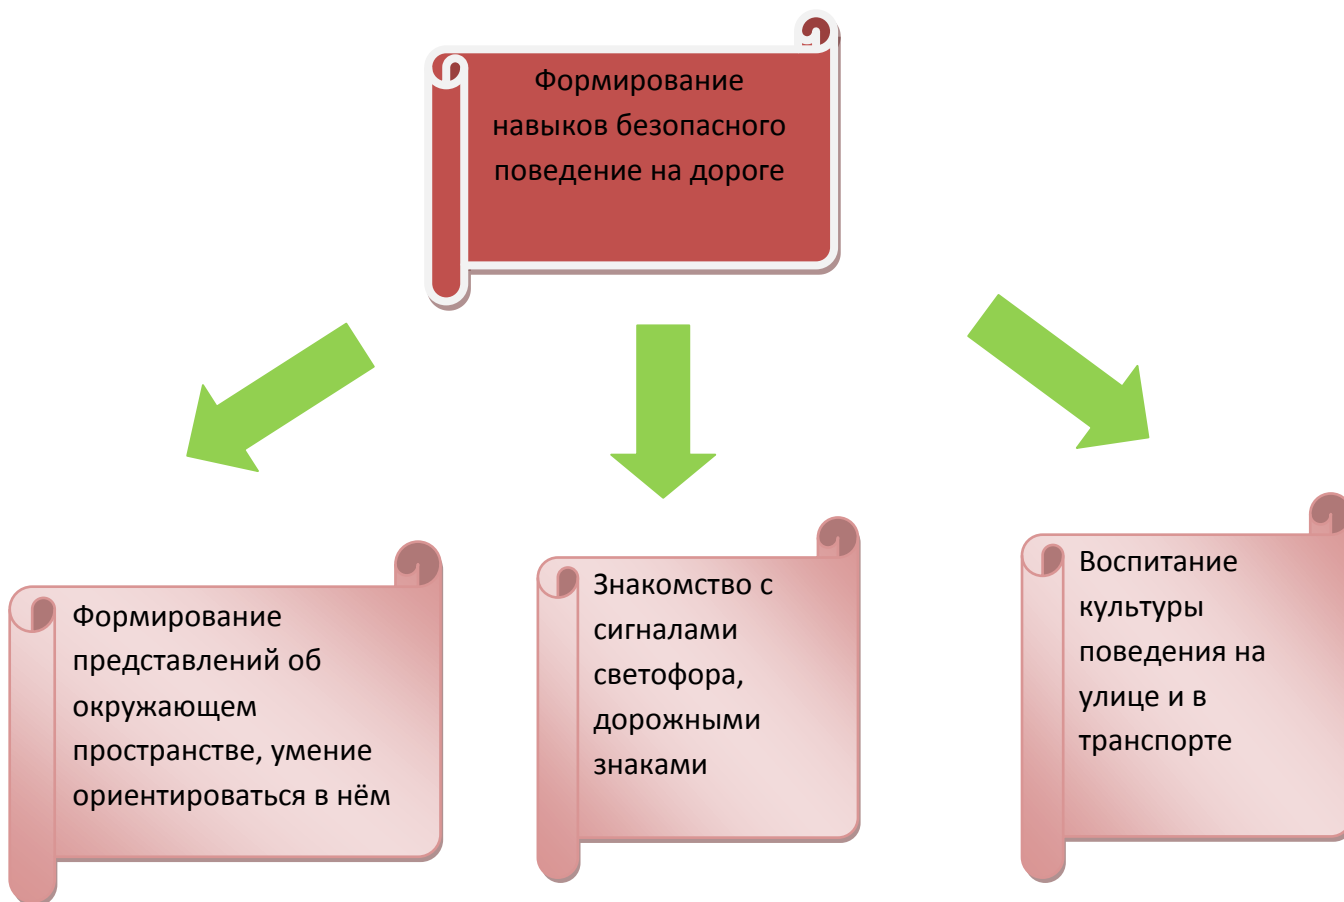 Формирование
навыков безопасного
поведение на дороге
Формирование
представлений об
окружающем
пространстве, умение
ориентироваться в нём
Знакомство с
сигналами
светофора,
дорожными
знаками
Воспитание
культуры
поведения на
улице и в
транспорте